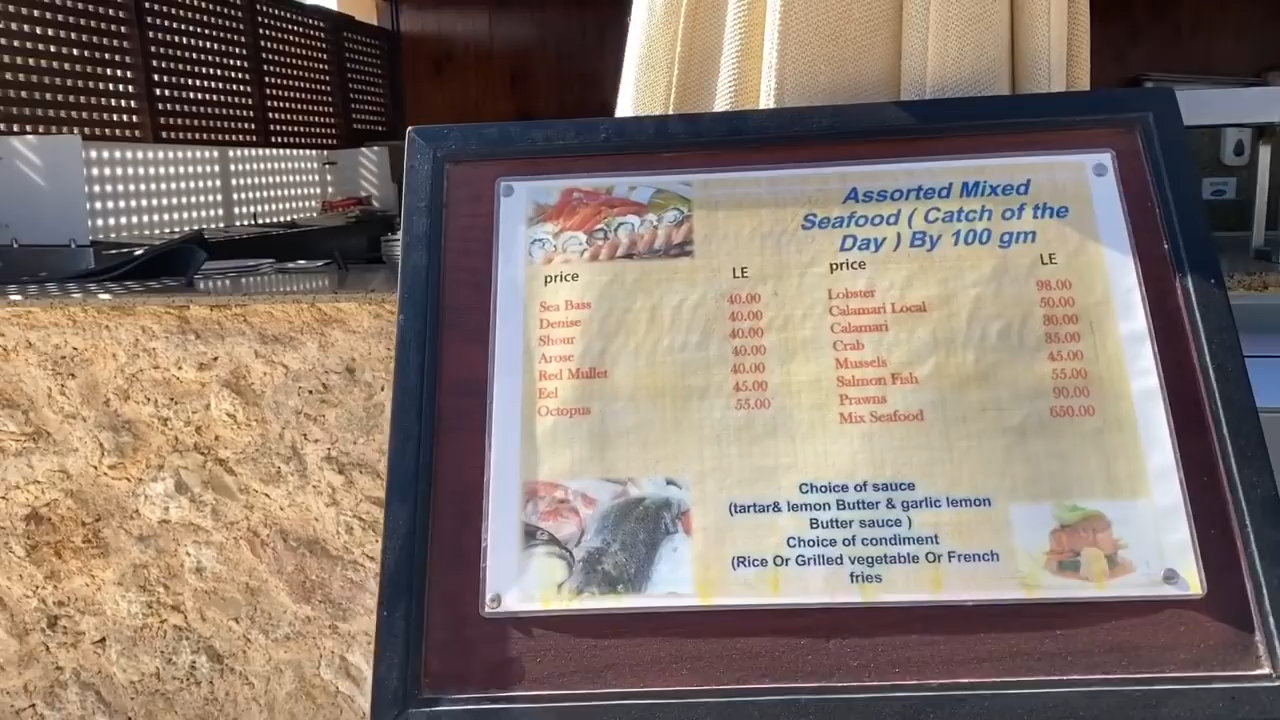 Assorted Mixed
Seafood ( Catch of the
Day ) By 100 gm
price LE
Sea Bass 40.00
Denise 40.00
Shour 40.00
Arose 40.00
Red Mullet 40.00
Eel 45.00
Octopus 55.00
price LE
Lobster 98.00
Calamari Local 50.00
Calamari 80.00
Crab 85.00
Mussels 45.00
Salmon Fish 55.00
Prawns 90.00
Mix Seafood 650.00
Choice of sauce
(tartar& lemon Butter & garlic lemon
Butter sauce )
Choice of condiment
(Rice Or Grilled vegetable Or French
fries